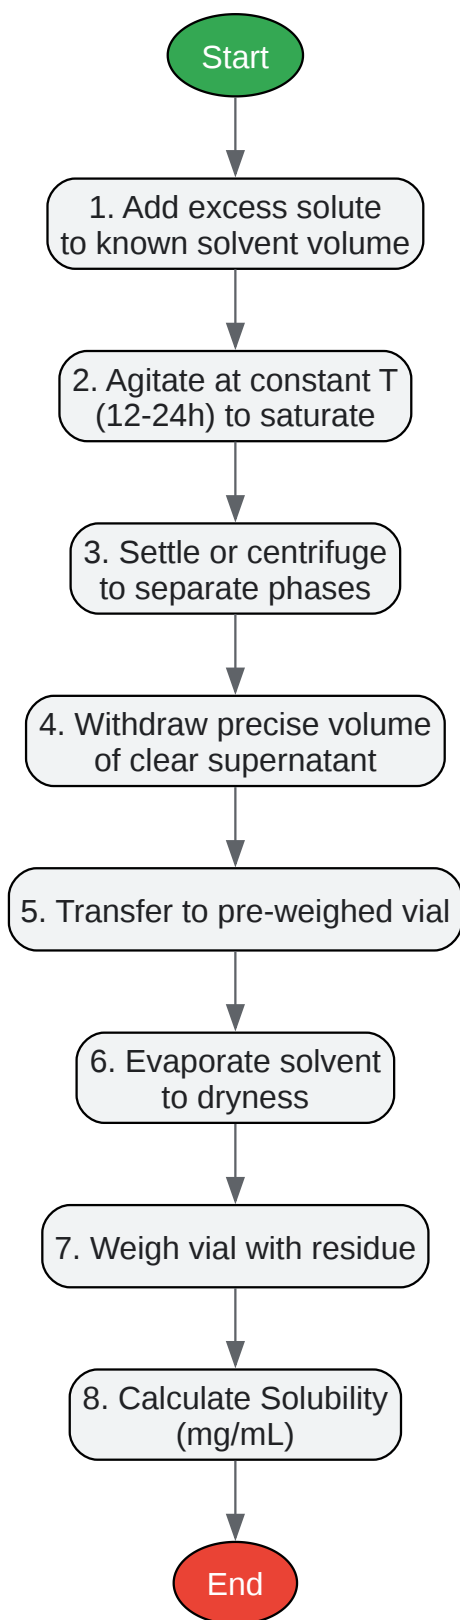 Start
1. Add excess solute
to known solvent volume
2. Agitate at constant T
(12-24h) to saturate
3. Settle or centrifuge
to separate phases
4. Withdraw precise volume
of clear supernatant
5. Transfer to pre-weighed vial
6. Evaporate solvent
to dryness
7. Weigh vial with residue
8. Calculate Solubility
(mg/mL)
End